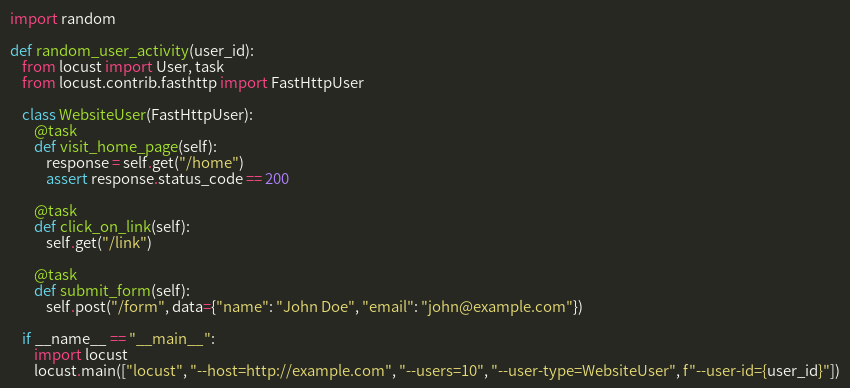 import random
def random_user_activity(user_id):
from locust import User, task
from locust.contrib.fasthttp import FastHttpUser
class WebsiteUser(FastHttpUser):
@task
def visit_home_page(self):
response = self.get("/home")
assert response.status_code == 200
@task
def click_on_link(self):
self.get("/link")
@task
def submit_form(self):
self.post("/form", data={"name": "John Doe", "email": "john@example.com"})
if __name__ == "__main__":
import locust
locust.main(["locust", "--host=http://example.com", "--users=10", "--user-type=WebsiteUser", f"--user-id={user_id}"])